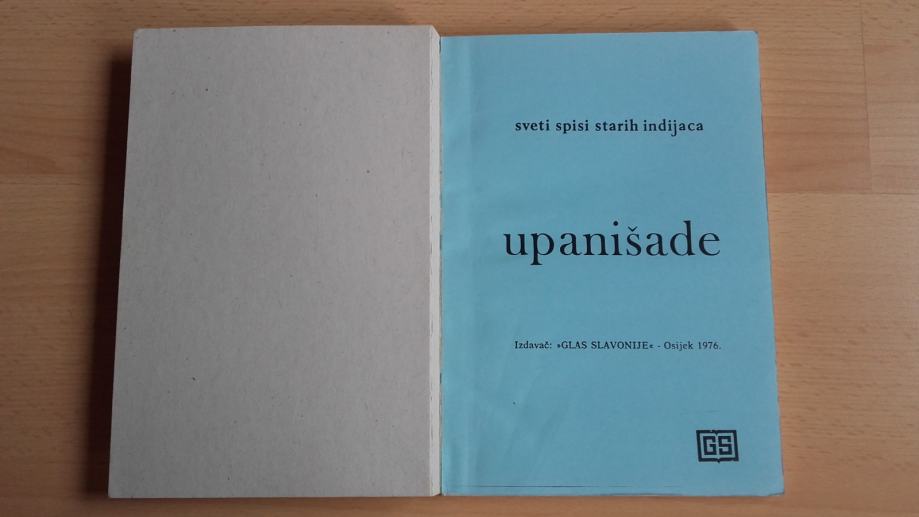 sveti spisi starih indijaca
upanišade
Izdavač: »GLAS SLAVONIJE« - Osijek 1976.
GS